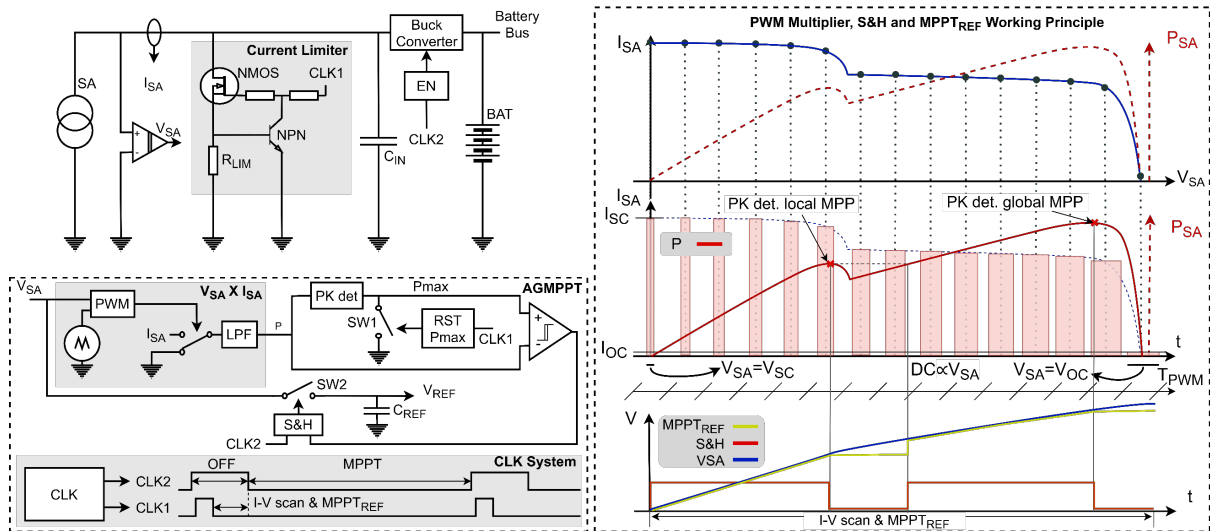 Battery
Bus
Buck
Converter
EN
CLK2
BAT
C_IN
I_SA
SA
V_SA
+
-
Current Limiter
NMOS
CLK1
NPN
R_LIM
V_SA
V_SA X I_SA
PWM
I_SA
LPF
P
AGMPPT
PK det
Pmax
SW1
RST
Pmax
CLK1
+
-
SW2
V_REF
C_REF
S&H
CLK2
CLK System
CLK
CLK2
CLK1
OFF
MPPT
I-V scan & MPPT_REF
PWM Multiplier, S&H and MPPT_REF Working Principle
I_SA
P_SA
V_SA
I_SA
I_SC
PK det. local MPP
PK det. global MPP
P_SA
P
I_OC
t
V_SA=V_SC
DC∝V_SA
V_SA=V_OC
T_PWM
V
MPPT_REF
S&H
VSA
t
I-V scan & MPPT_REF